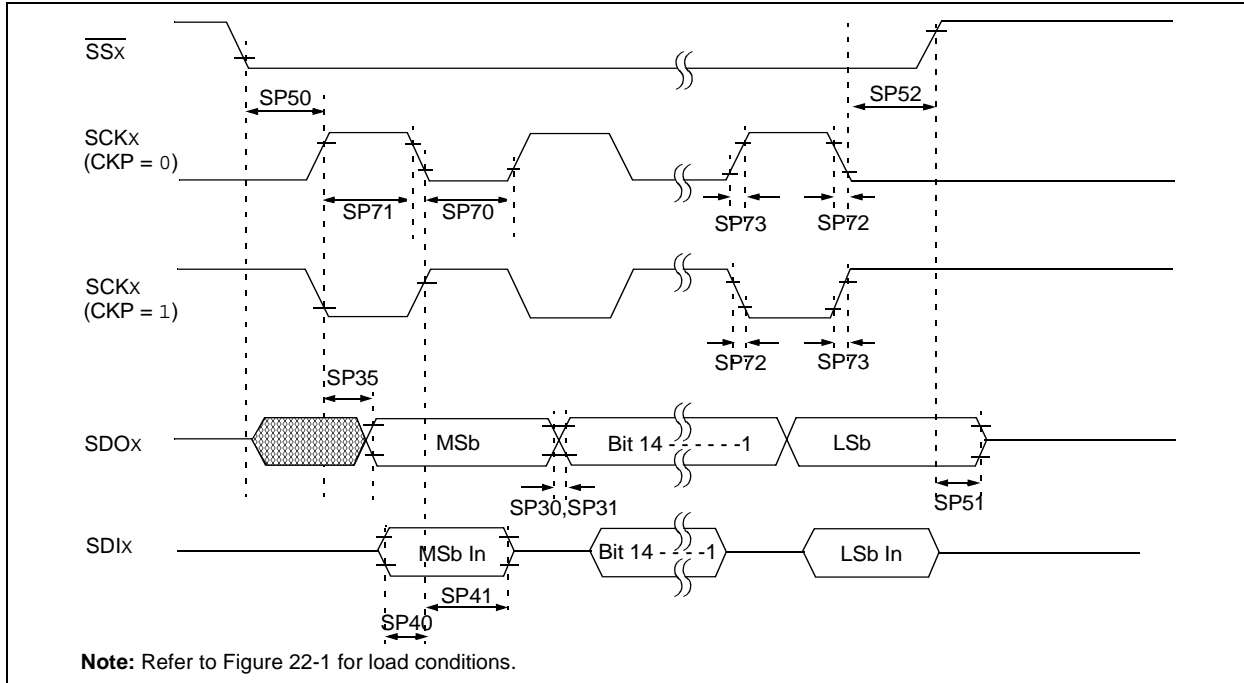 SSX
SP50
SP52
SCKX
(CKP = 0)
SP71
SP70
SP73
SP72
SCKX
(CKP = 1)
SP72
SP73
SP35
SDOX
MSb
Bit 14 - - - - - -1
LSb
SP30,SP31
SP51
SDIX
MSb In
Bit 14 - - - -1
LSb In
SP41
SP40
Note: Refer to Figure 22-1 for load conditions.